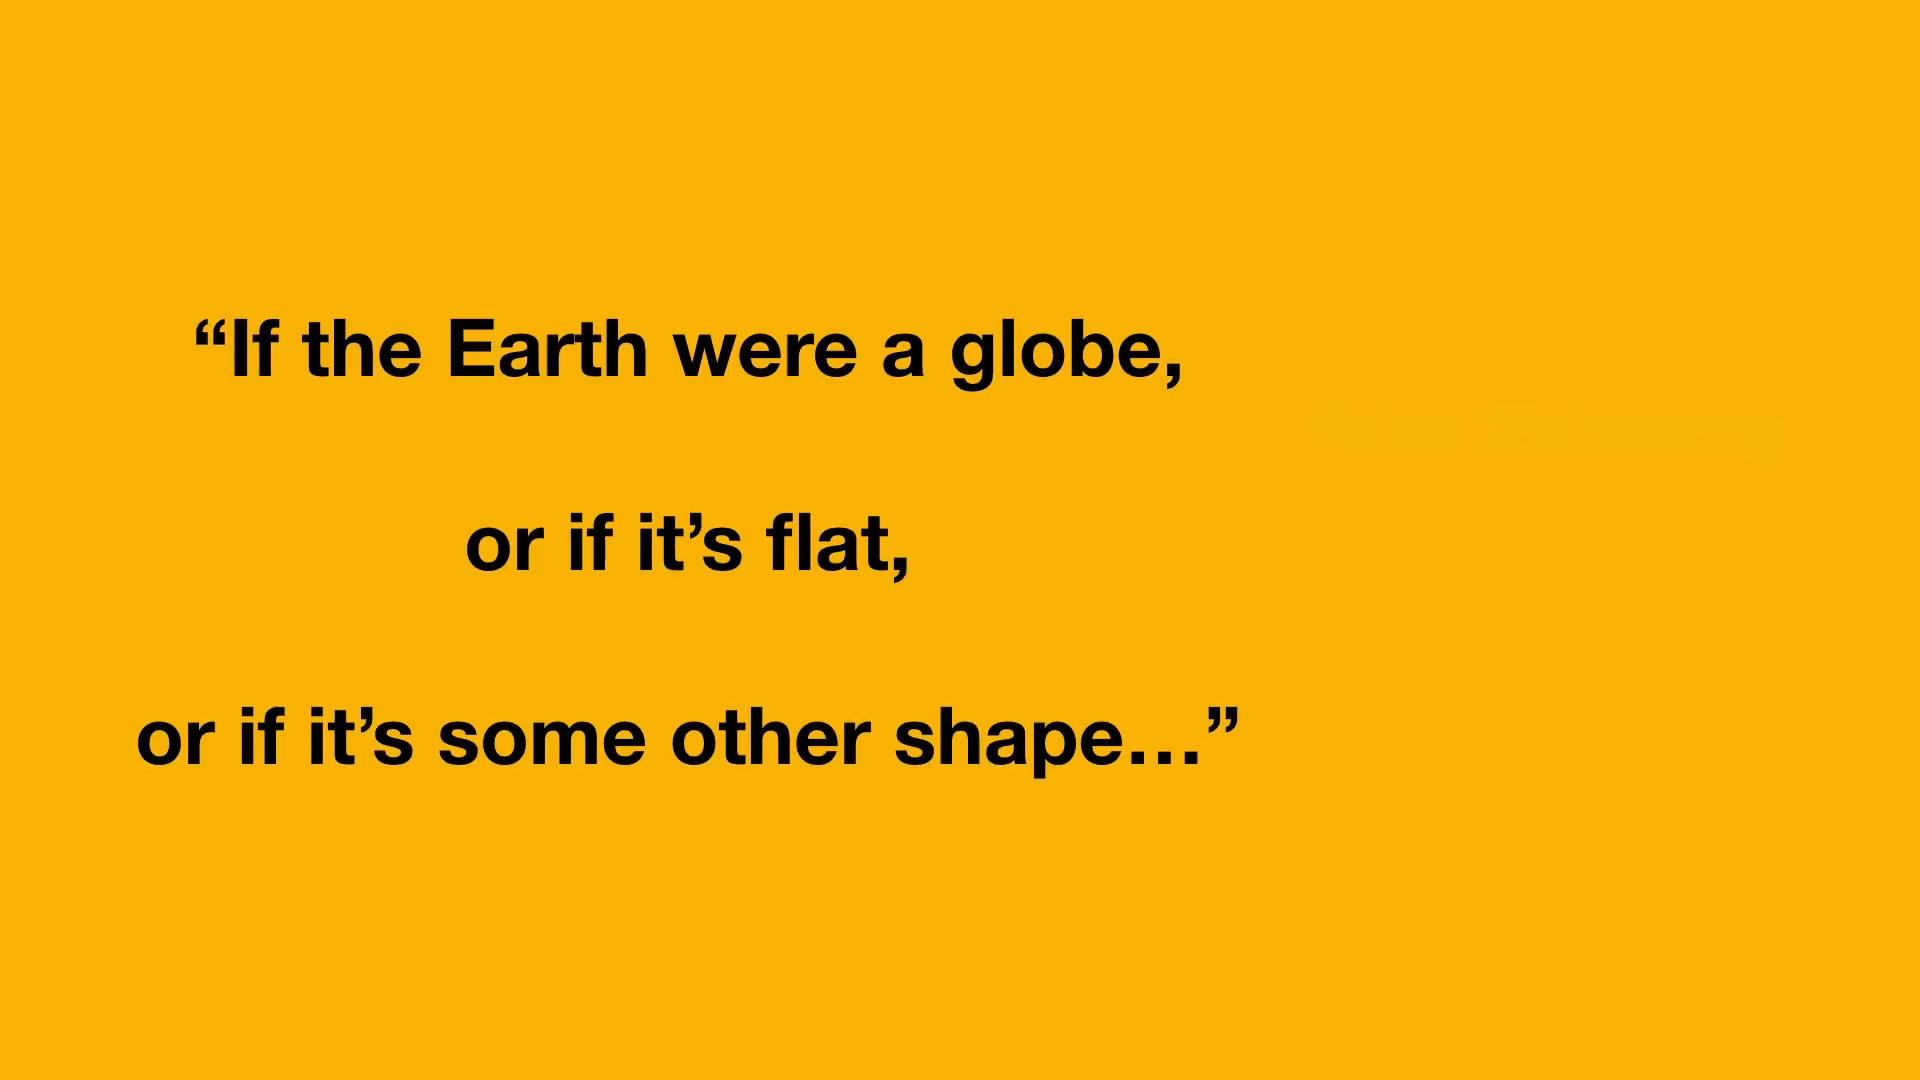 “If the Earth were a globe,
or if it’s flat,
or if it’s some other shape…”